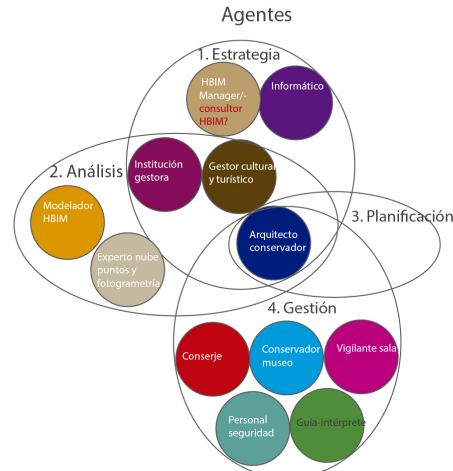 Agentes
1. Estrategia
HBIM
Manager/-
consultor
HBIM?
Informático
2. Análisis
Institución
gestora
Gestor cultural
y turístico
Modelador
HBIM
3. Planificación
Arquitecto
conservador
Experto nube
puntos y
fotogrametría
4. Gestión
Conserje
Conservador
museo
Vigilante sala
Personal
seguridad
Guía-intérprete